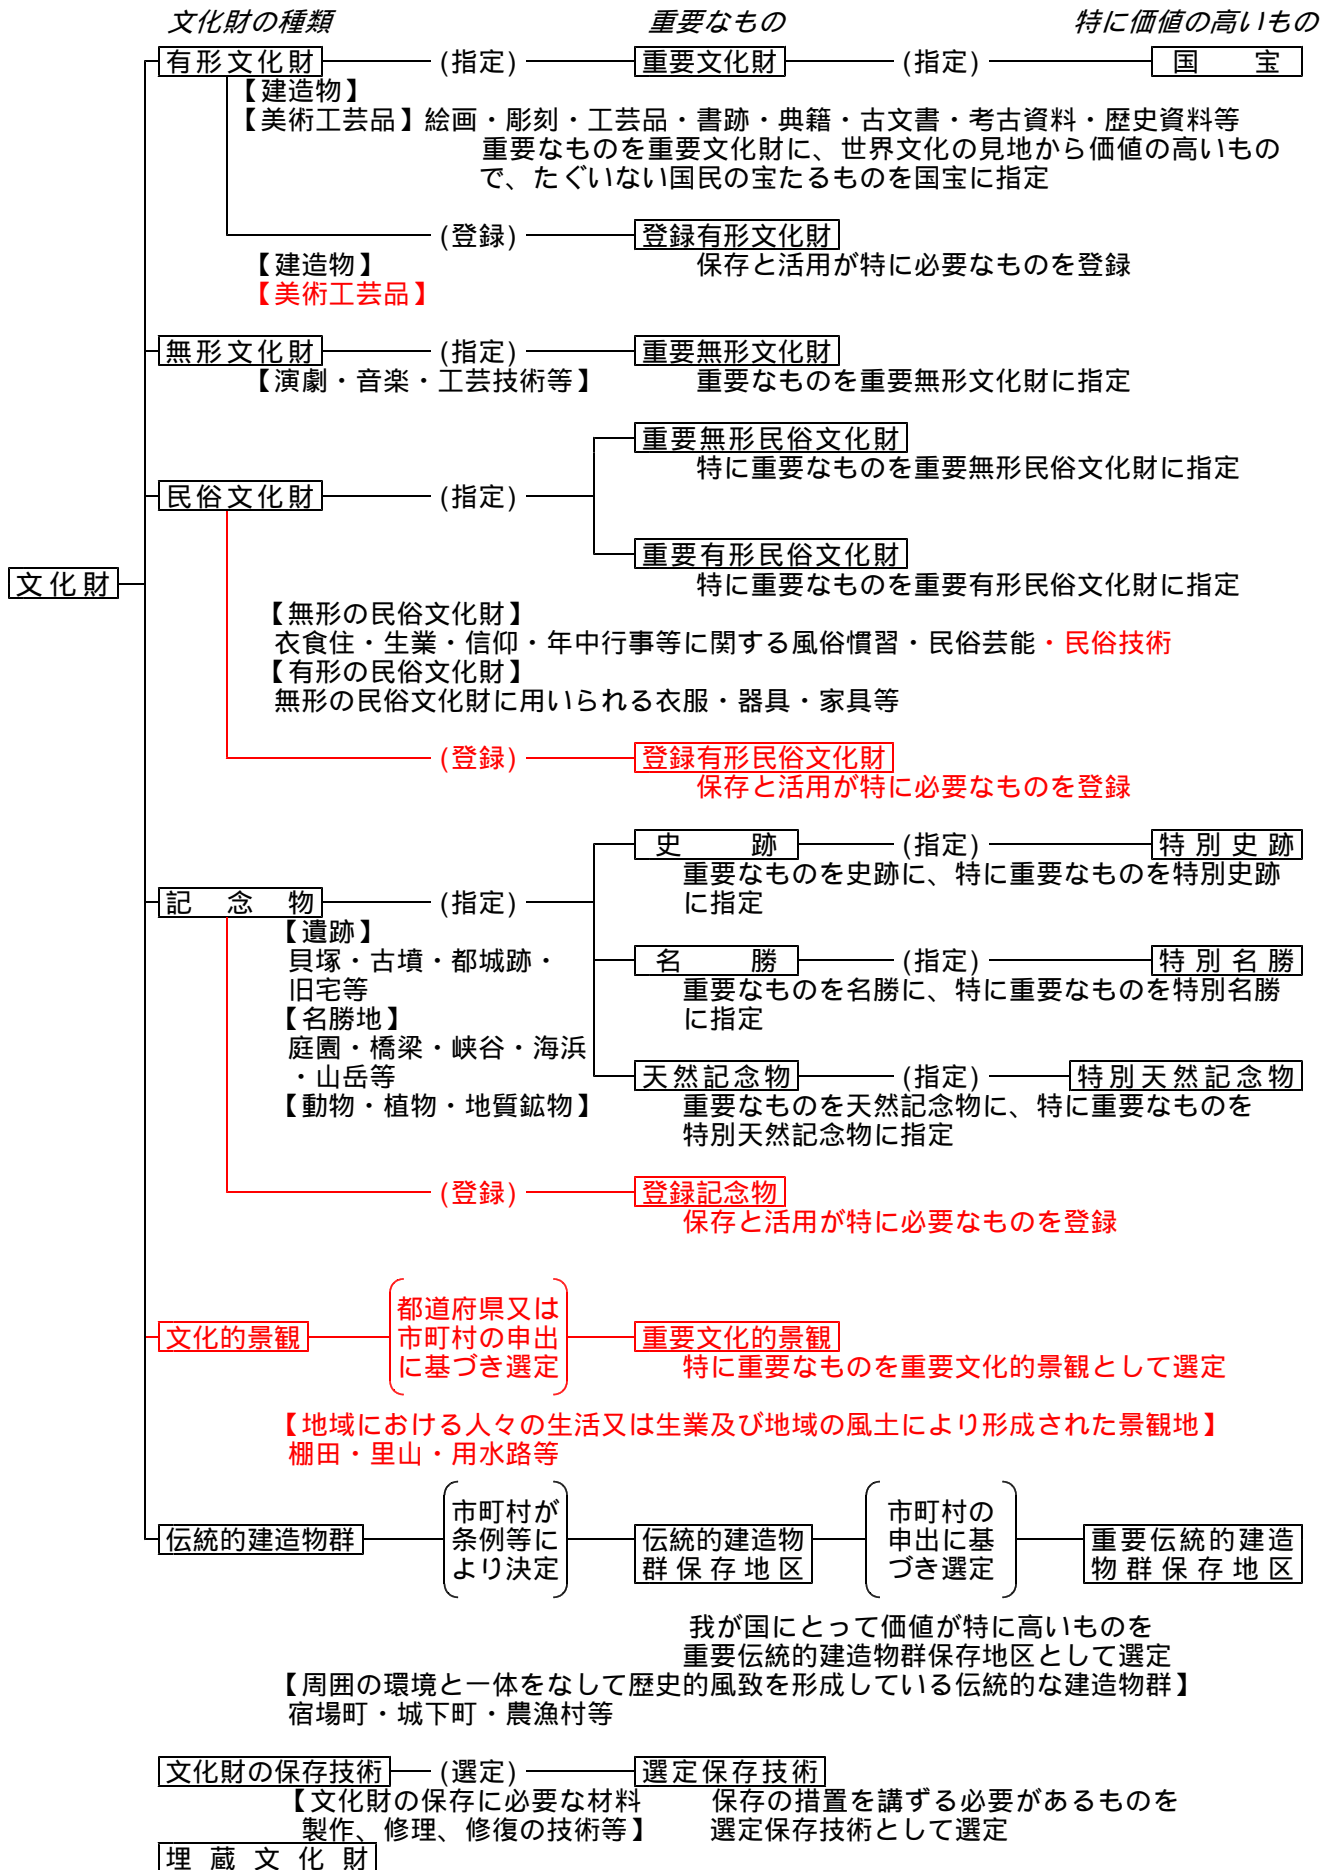 文化財の種類 重要なもの 特に価値の高いもの
有形文化財 (指定) 重要文化財 (指定) 国宝
【建造物】
【美術工芸品】絵画・彫刻・工芸品・書跡・典籍・古文書・考古資料・歴史資料等
重要なものを重要文化財に、世界文化の見地から価値の高いもの
で、たぐいない国民の宝たるものを国宝に指定
(登録) 登録有形文化財
【建造物】 保存と活用が特に必要なものを登録
【美術工芸品】
無形文化財 (指定) 重要無形文化財
【演劇・音楽・工芸技術等】 重要なものを重要無形文化財に指定
重要無形民俗文化財
特に重要なものを重要無形民俗文化財に指定
民俗文化財 (指定)
重要有形民俗文化財
文化財 特に重要なものを重要有形民俗文化財に指定
【無形の民俗文化財】
衣食住・生業・信仰・年中行事等に関する風俗慣習・民俗芸能・民俗技術
【有形の民俗文化財】
無形の民俗文化財に用いられる衣服・器具・家具等
(登録) 登録有形民俗文化財
保存と活用が特に必要なものを登録
史跡 (指定) 特別史跡
重要なものを史跡に、特に重要なものを特別史跡
記念物 (指定) に指定
【遺跡】
貝塚・古墳・都城跡・ 名勝 (指定) 特別名勝
旧宅等 重要なものを名勝に、特に重要なものを特別名勝
【名勝地】 に指定
庭園・橋梁・峡谷・海浜
・山岳等 天然記念物 (指定) 特別天然記念物
【動物・植物・地質鉱物】 重要なものを天然記念物に、特に重要なものを
特別天然記念物に指定
(登録) 登録記念物
保存と活用が特に必要なものを登録
都道府県又は
文化的景観 市町村の申出 重要文化的景観
に基づき選定 特に重要なものを重要文化的景観として選定
【地域における人々の生活又は生業及び地域の風土により形成された景観地】
棚田・里山・用水路等
市町村が 市町村の
伝統的建造物群 条例等に 伝統的建造物 申出に基 重要伝統的建造
より決定 群保存地区 づき選定 物群保存地区
我が国にとって価値が特に高いものを
重要伝統的建造物群保存地区として選定
【周囲の環境と一体をなして歴史的風致を形成している伝統的な建造物群】
宿場町・城下町・農漁村等
文化財の保存技術 (選定) 選定保存技術
【文化財の保存に必要な材料 保存の措置を講ずる必要があるものを
製作、修理、修復の技術等】 選定保存技術として選定
埋蔵文化財